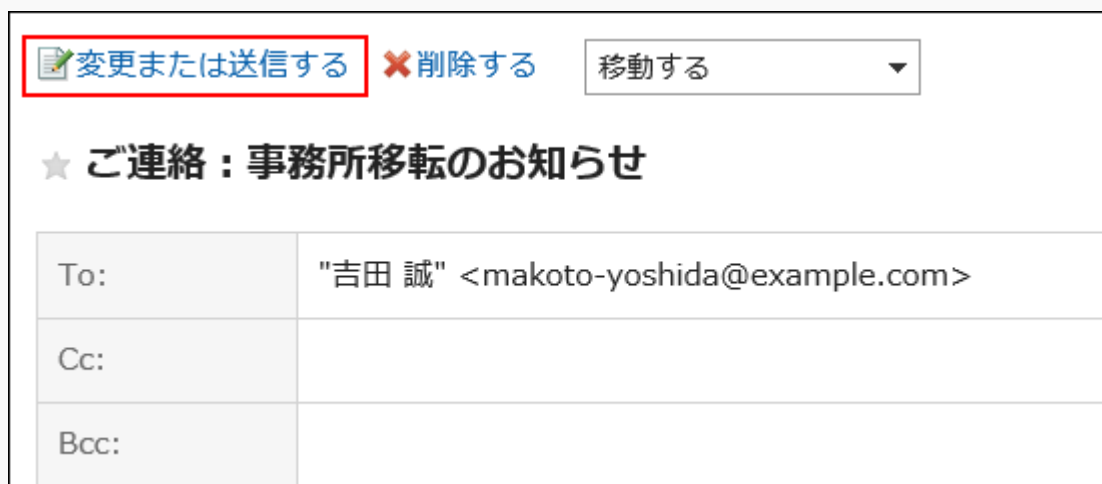 変更または送信する 削除する 移動する
ご連絡：事務所移転のお知らせ
To: "吉田 誠" <makoto-yoshida@example.com>
Cc:
Bcc: